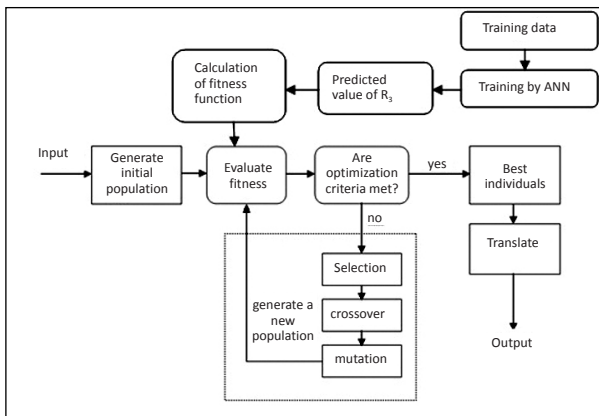 Training data
Training by ANN
Predicted
value of R₃
Calculation
of fitness
function
Input
Generate
initial
population
Evaluate
fitness
Are
optimization
criteria met?
yes
Best
individuals
no
Translate
Selection
crossover
mutation
generate a
new
population
Output